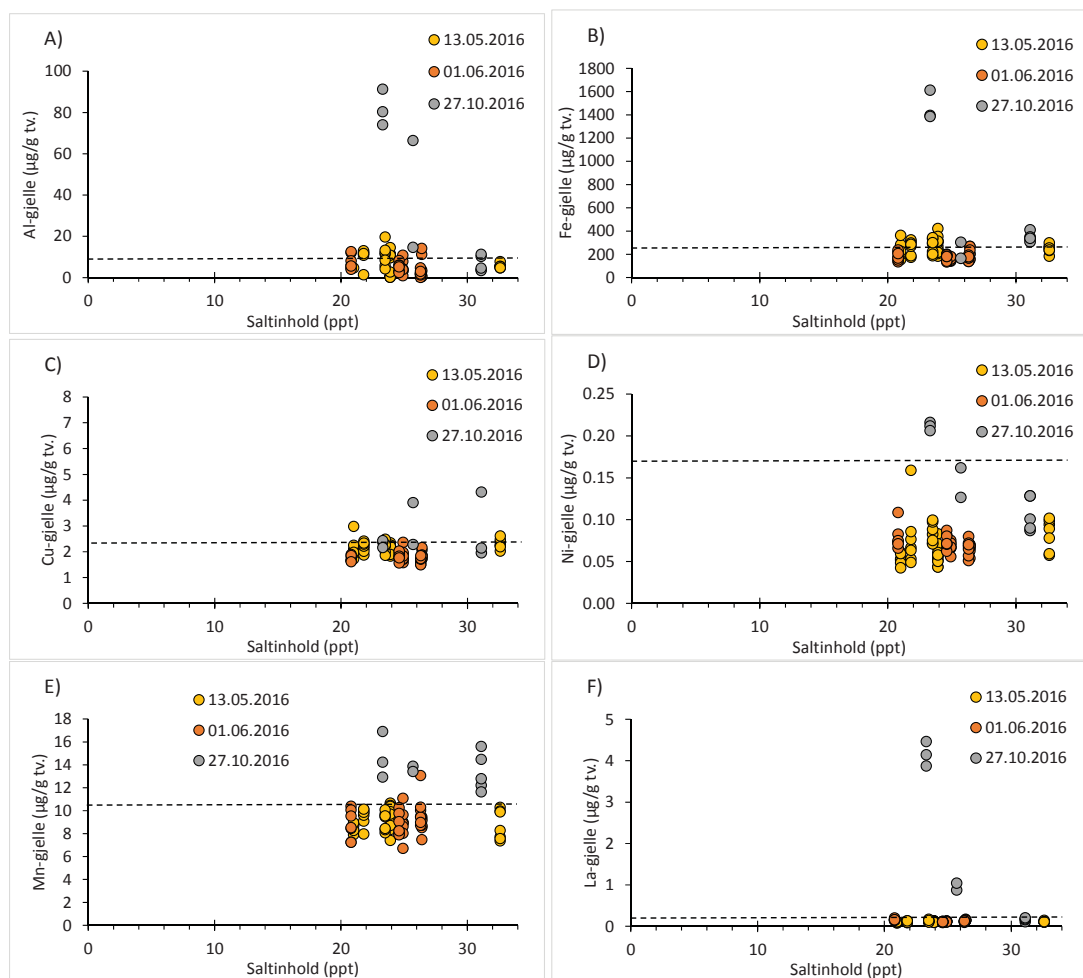 A)
13.05.2016
01.06.2016
27.10.2016
Al-gjelle (µg/g tv.)
100
80
60
40
20
0
0 10 20 30
Saltinhold (ppt)
B)
13.05.2016
01.06.2016
27.10.2016
Fe-gjelle (µg/g tv.)
1800
1600
1400
1200
1000
800
600
400
200
0
0 10 20 30
Saltinhold (ppt)
C)
13.05.2016
01.06.2016
27.10.2016
Cu-gjelle (µg/g tv.)
8
7
6
5
4
3
2
1
0
0 10 20 30
Saltinhold (ppt)
D)
13.05.2016
01.06.2016
27.10.2016
Ni-gjelle (µg/g tv.)
0.25
0.20
0.15
0.10
0.05
0.00
0 10 20 30
Saltinhold (ppt)
E)
13.05.2016
01.06.2016
27.10.2016
Mn-gjelle (µg/g tv.)
18
16
14
12
10
8
6
4
2
0
0 10 20 30
Saltinhold (ppt)
F)
13.05.2016
01.06.2016
27.10.2016
La-gjelle (µg/g tv.)
5
4
3
2
1
0
0 10 20 30
Saltinhold (ppt)